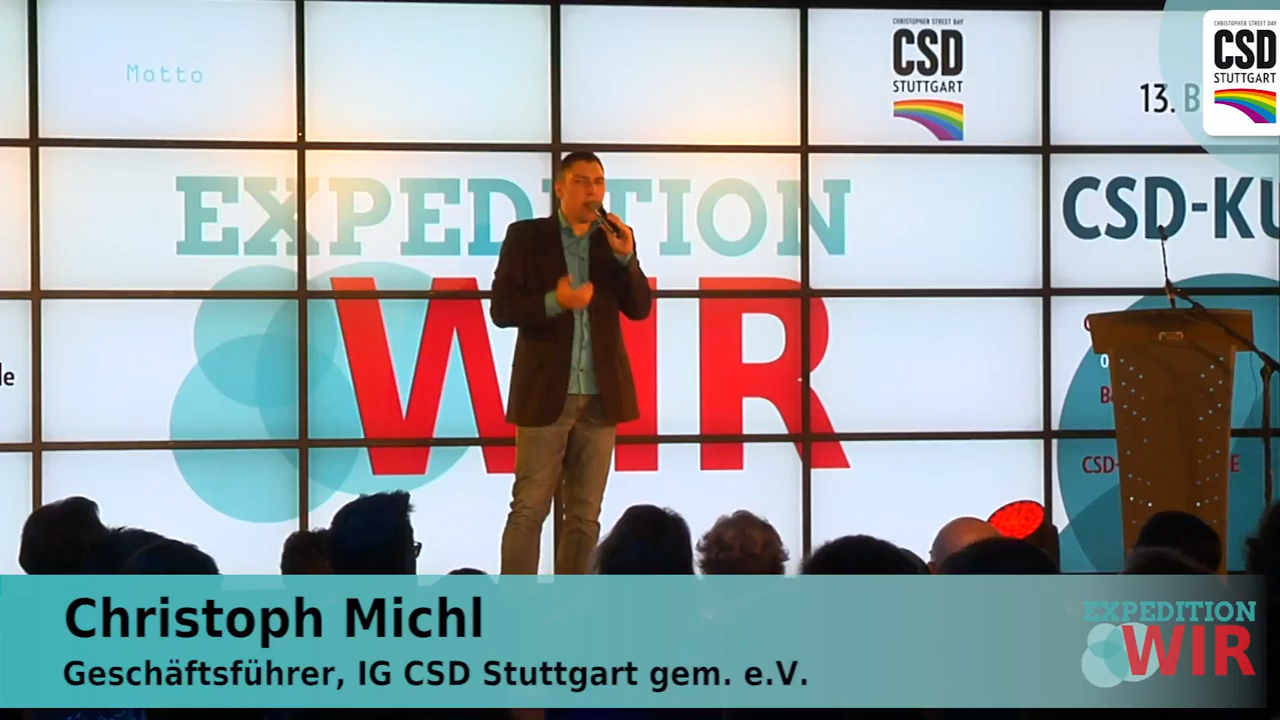 Motto
CHRISTOPHER STREET DAY
CSD
STUTTGART
CHRISTOPHER STREET DAY
CSD
STUTTGART
13. B
EXPEDITION
WIR
CSD-KU
de
CSD-
E
Christoph Michl
Geschäftsführer, IG CSD Stuttgart gem. e.V.
EXPEDITION
WIR